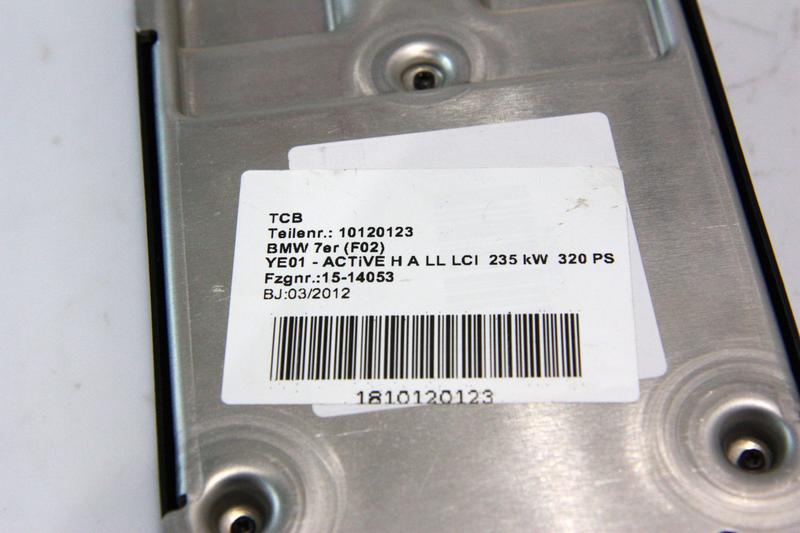 TCB
Teilenr.: 10120123
BMW 7er (F02)
YE01 - ACTiVE H A LL LCI 235 kW 320 PS
Fzgnr.:15-14053
BJ:03/2012
1810120123